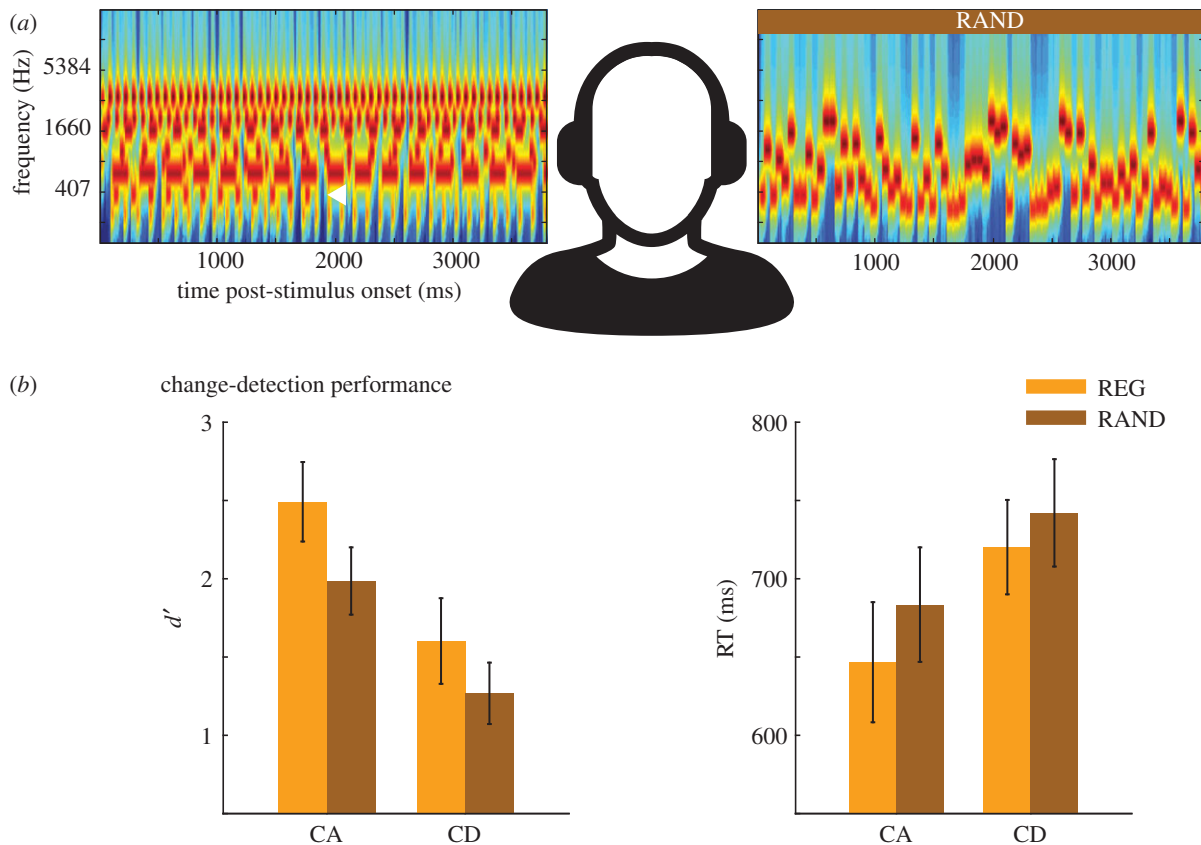 (a)
RAND
frequency (Hz)
5384
1660
407
1000 2000 3000
1000 2000 3000
time post-stimulus onset (ms)
(b)
change-detection performance
REG
RAND
3
2
1
d′
CA CD
800
700
600
RT (ms)
CA CD